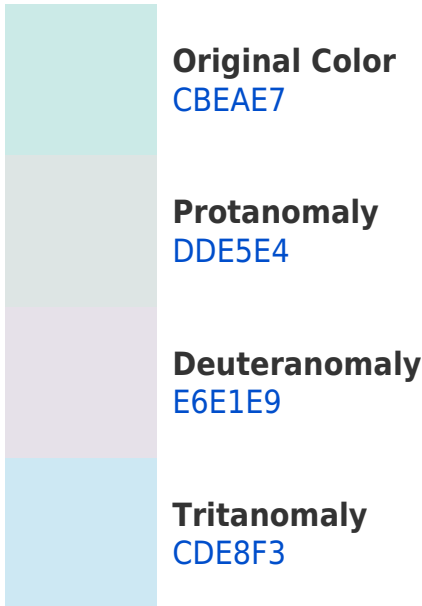 Original Color
CBEAE7
Protanomaly
DDE5E4
Deuteranomaly
E6E1E9
Tritanomaly
CDE8F3